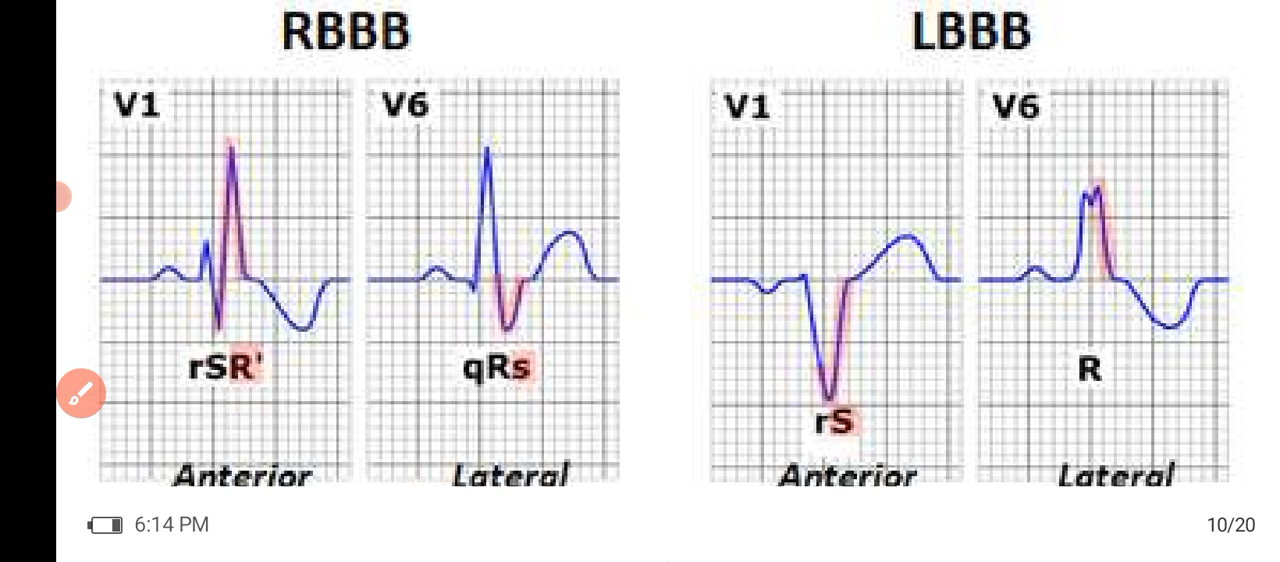 RBBB
V1
V6
rSR'
qRs
Anterior
Lateral
LBBB
V1
V6
rS
R
Anterior
Lateral
6:14 PM
10/20